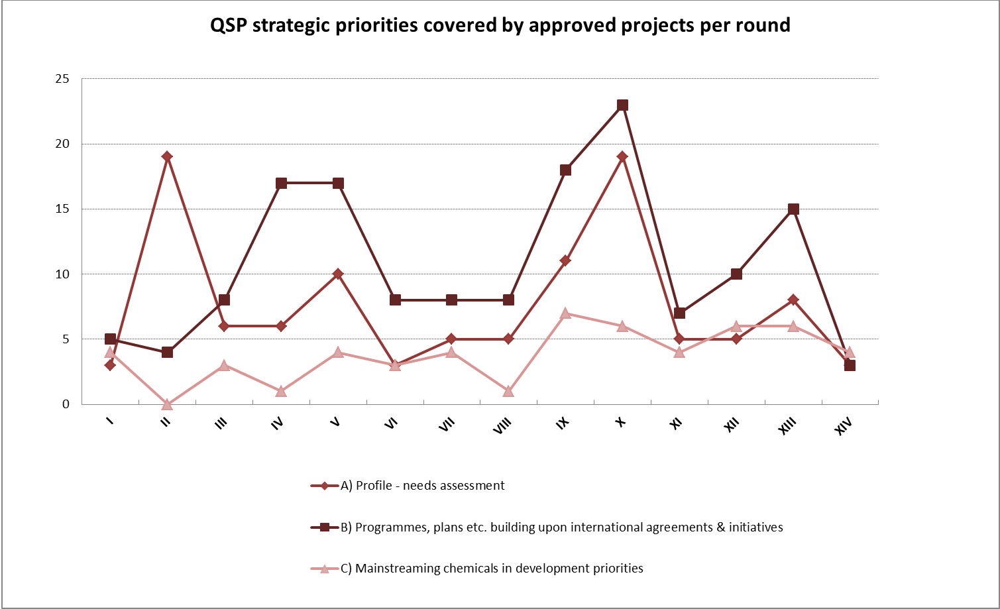 QSP strategic priorities covered by approved projects per round
25
20
15
10
5
0
I
II
III
IV
V
VI
VII
VIII
IX
X
XI
XII
XIII
XIV
A) Profile - needs assessment
B) Programmes, plans etc. building upon international agreements & initiatives
C) Mainstreaming chemicals in development priorities